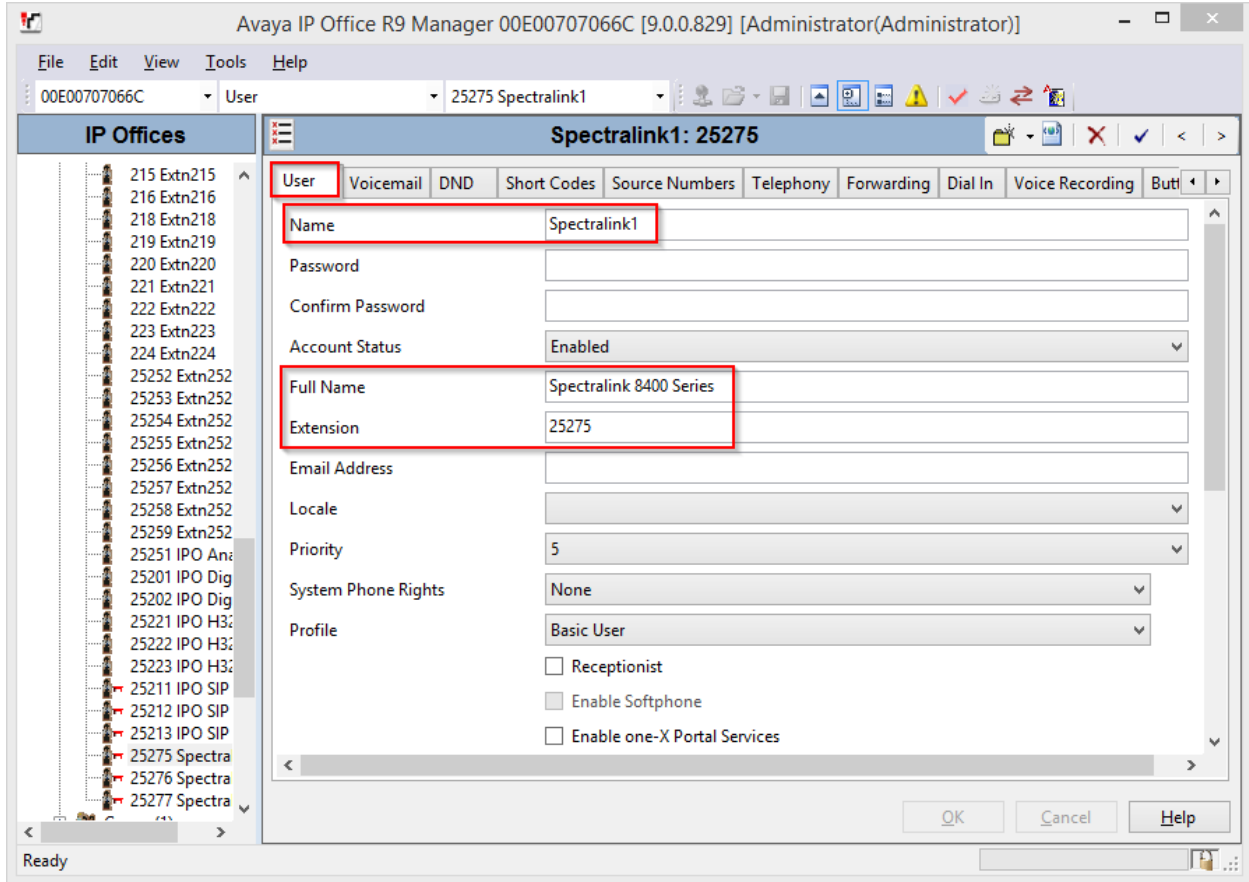 Avaya IP Office R9 Manager 00E00707066C [9.0.0.829] [Administrator(Administrator)]
File Edit View Tools Help
00E00707066C User 25275 Spectralink1
IP Offices
215 Extn215
216 Extn216
218 Extn218
219 Extn219
220 Extn220
221 Extn221
222 Extn222
223 Extn223
224 Extn224
25252 Extn252
25253 Extn252
25254 Extn252
25255 Extn252
25256 Extn252
25257 Extn252
25258 Extn252
25259 Extn252
25251 IPO Ana
25201 IPO Dig
25202 IPO Dig
25221 IPO H32
25222 IPO H32
25223 IPO H32
25211 IPO SIP
25212 IPO SIP
25213 IPO SIP
25275 Spectra
25276 Spectra
25277 Spectra
Spectralink1: 25275
User Voicemail DND Short Codes Source Numbers Telephony Forwarding Dial In Voice Recording Butt
Name Spectralink1
Password
Confirm Password
Account Status Enabled
Full Name Spectralink 8400 Series
Extension 25275
Email Address
Locale
Priority 5
System Phone Rights None
Profile Basic User
Receptionist
Enable Softphone
Enable one-X Portal Services
OK Cancel Help
Ready